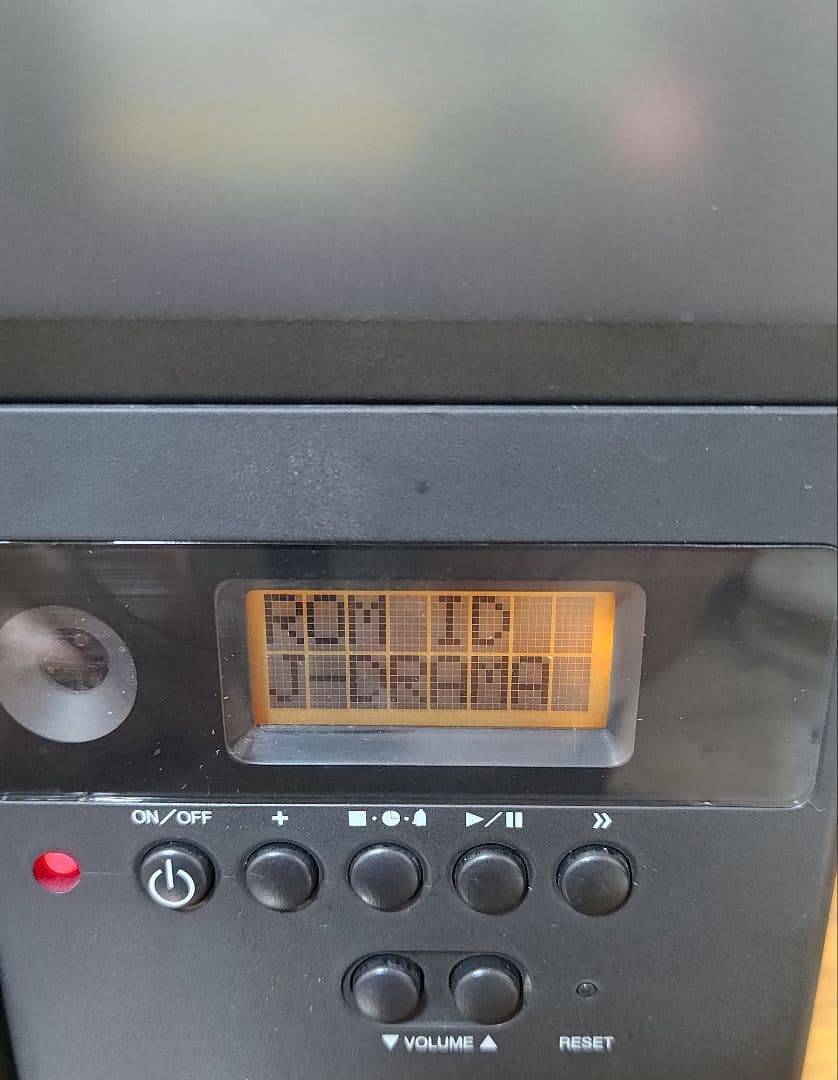 ROM ID
J-DRAMA
ON/OFF
VOLUME RESET